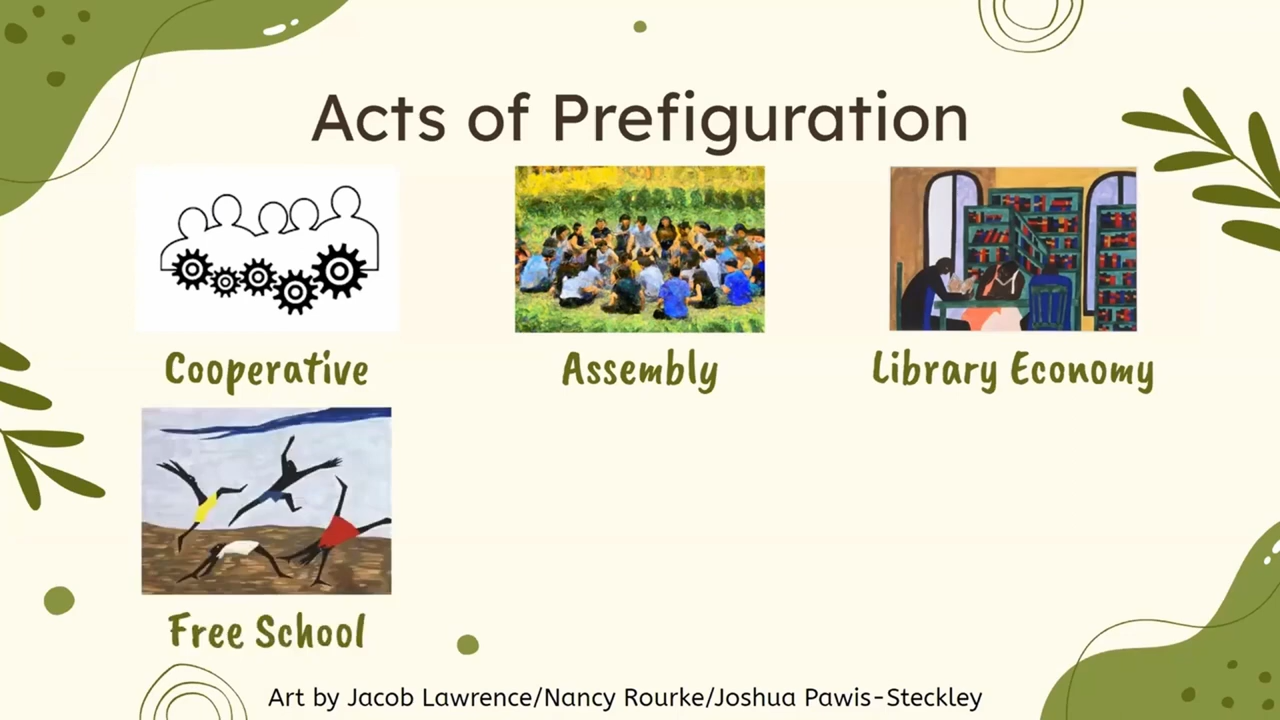 Acts of Prefiguration
Cooperative
Assembly
Library Economy
Free School
Art by Jacob Lawrence/Nancy Rourke/Joshua Pawis-Steckley